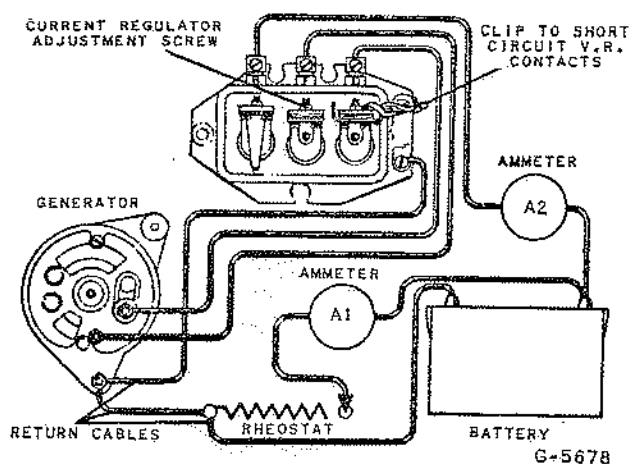 CURRENT REGULATOR
ADJUSTMENT SCREW
CLIP TO SHORT
CIRCUIT V.R.
CONTACTS
AMMETER
A2
GENERATOR
AMMETER
A1
RETURN CABLES
RHEOSTAT
BATTERY
G-5678